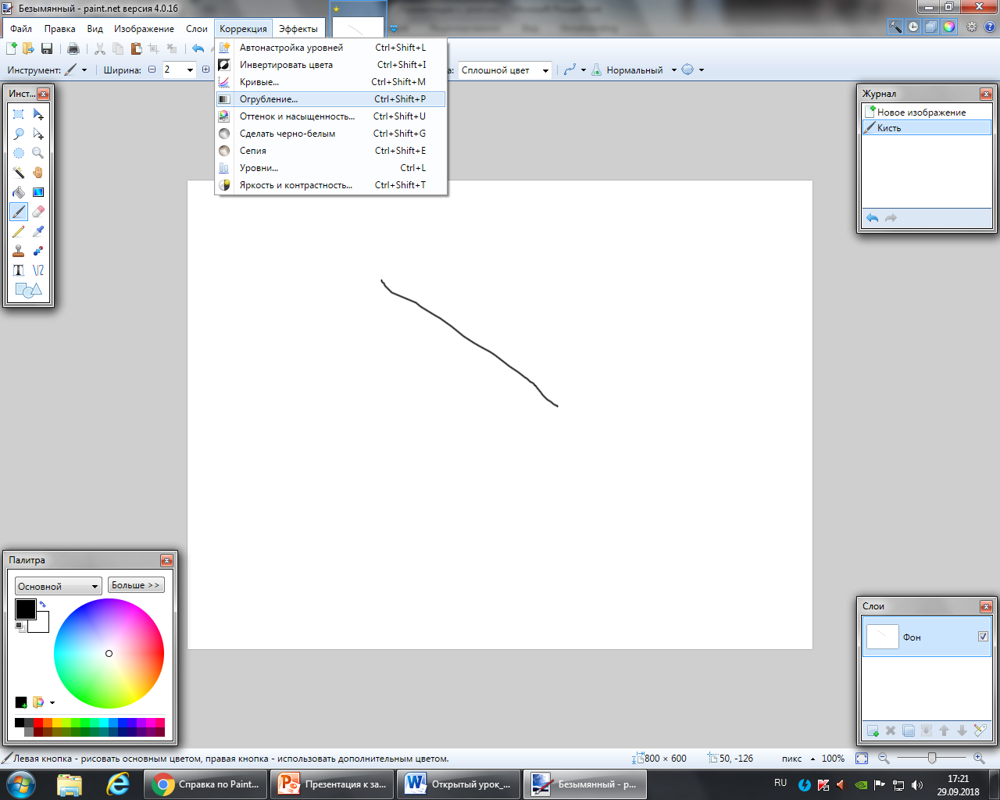 Безымянный - paint.net версия 4.0.16
Файл Правка Вид Изображение Слои Коррекция Эффекты
Автонастройка уровней Ctrl+Shift+L
Инвертировать цвета Ctrl+Shift+I
Кривые... Ctrl+Shift+M
Огрубление... Ctrl+Shift+P
Оттенок и насыщенность... Ctrl+Shift+U
Сделать черно-белым Ctrl+Shift+G
Сепия Ctrl+Shift+E
Уровни... Ctrl+L
Яркость и контрастность... Ctrl+Shift+T
Инструмент: Ширина: 2 Сплошной цвет Нормальный
Инст...
Журнал
Новое изображение
Кисть
Палитра
Основной Больше >>
Слои
Фон
Левая кнопка - рисовать основным цветом, правая кнопка - использовать дополнительным цветом. 800 × 600 50, -126 пикс 100%
Справка по Paint... Презентация к за... Открытый урок_... Безымянный - p... RU 17:21
29.09.2018